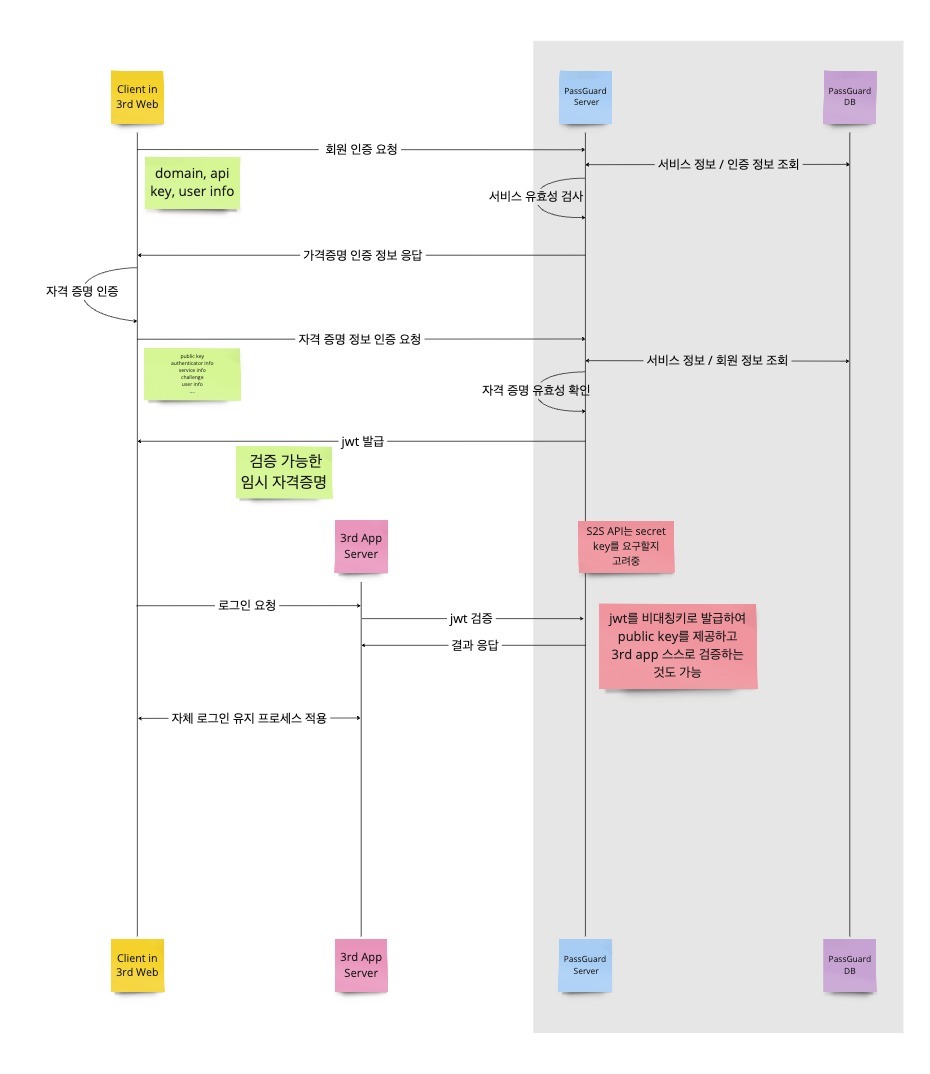 Client in
3rd Web
PassGuard
Server
PassGuard
DB
회원 인증 요청
domain, api
key, user info
서비스 정보 / 인증 정보 조회
서비스 유효성 검사
가격증명 인증 정보 응답
자격 증명 인증
자격 증명 정보 인증 요청
public key
authenticator info
service info
challenge
user info
...
서비스 정보 / 회원 정보 조회
자격 증명 유효성 확인
jwt 발급
검증 가능한
임시 자격증명
3rd App
Server
S2S API는 secret
key를 요구할지
고려중
로그인 요청
jwt 검증
결과 응답
jwt를 비대칭키로 발급하여
public key를 제공하고
3rd app 스스로 검증하는
것도 가능
자체 로그인 유지 프로세스 적용
Client in
3rd Web
3rd App
Server
PassGuard
Server
PassGuard
DB